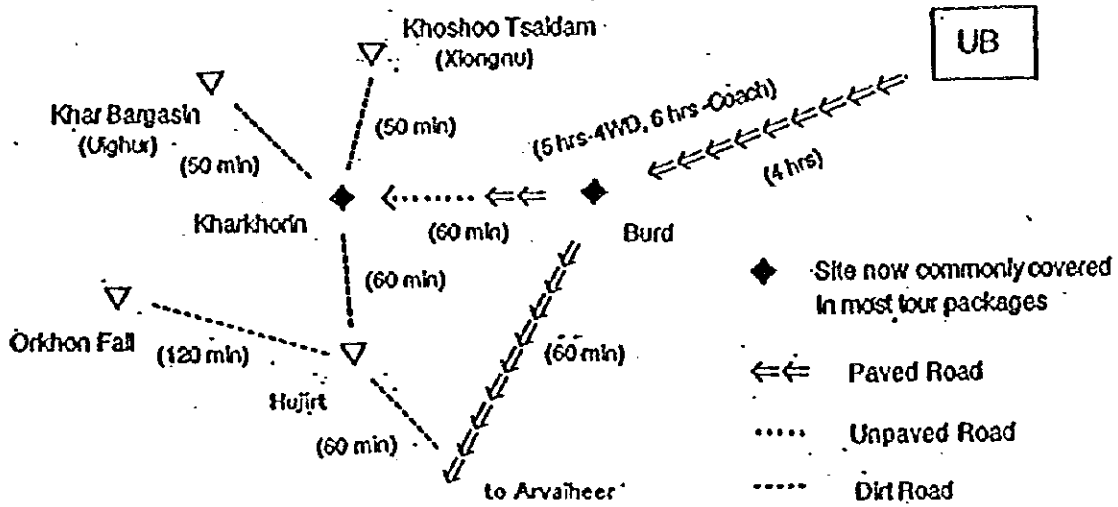 Khoshoo Tsaidam
(Xiongnu)
UB
Khar Bargasin
(Uighur)
(50 min)
(50 min)
(5 hrs-4WD, 6 hrs-Coach)
(4 hrs)
Kharkhorin
(60 min)
Burd
(60 min)
Site now commonly covered
in most tour packages
Orkhon Fall
(120 min)
(60 min)
Hujirt
(60 min)
to Arvaiheer
Paved Road
Unpaved Road
Dirt Road